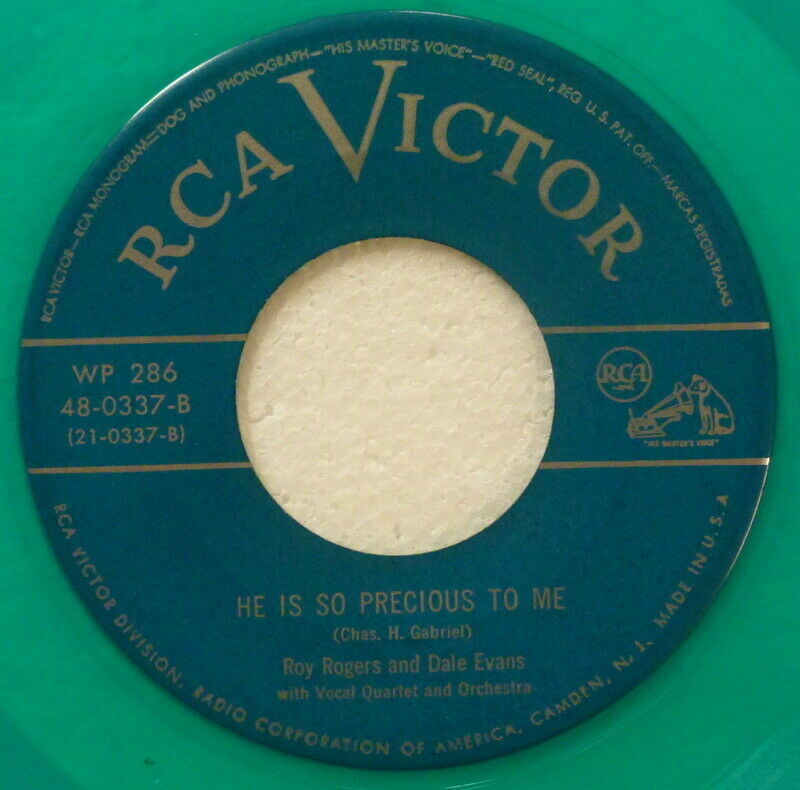 RCA VICTOR—RCA MONOGRAM—DOG AND PHONOGRAPH—"HIS MASTER'S VOICE"—"RED SEAL", REG U. S. PAT. OFF.—MARCAS REGISTRADAS
RCA VICTOR
WP 286
48-0337-B
(21-0337-B)
RCA
"HIS MASTER'S VOICE"
HE IS SO PRECIOUS TO ME
(Chas. H. Gabriel)
Roy Rogers and Dale Evans
with Vocal Quartet and Orchestra
RCA VICTOR DIVISION, RADIO CORPORATION OF AMERICA, CAMDEN, N. J. MADE IN U. S. A